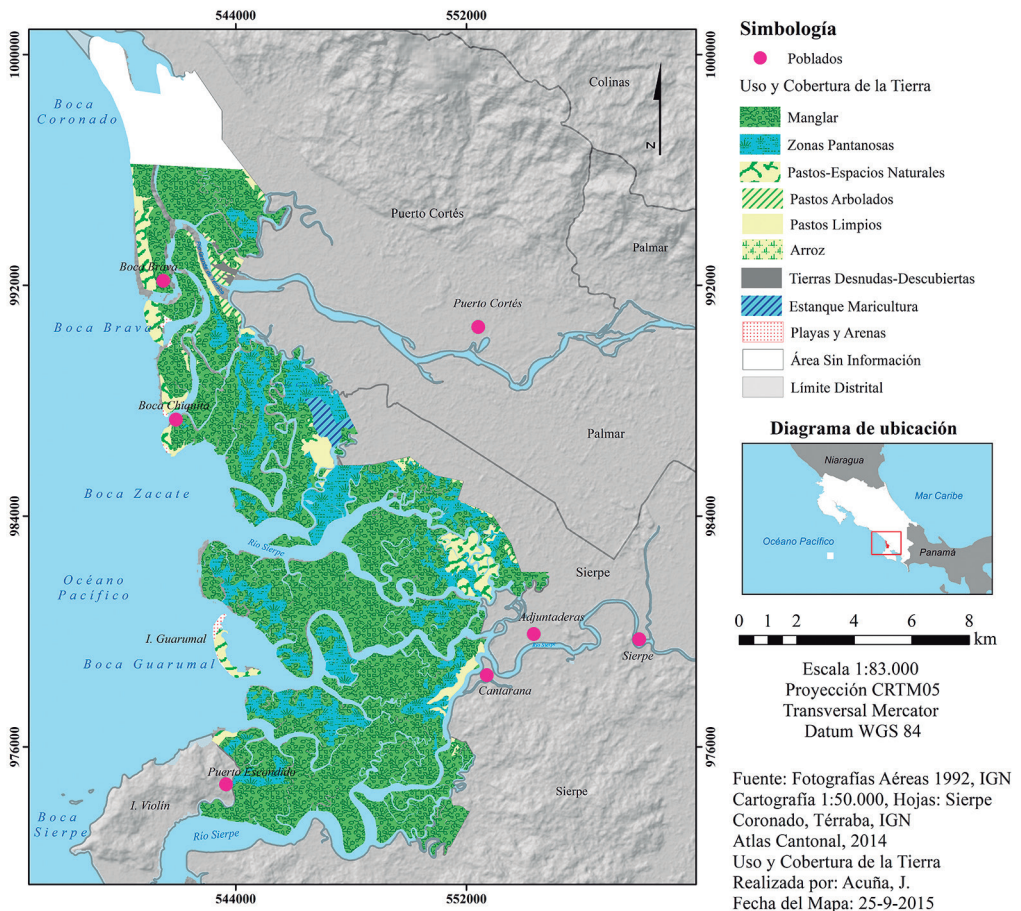 544000
552000
1000000
1000000
Boca
Coronado
Colinas
N
Puerto Cortés
Palmar
992000
992000
Boca Brava
Puerto Cortés
Boca Brava
Boca Chiquita
Palmar
Boca Zacate
984000
984000
Río Sierpe
Océano
Pacífico
Sierpe
I. Guarumal
Adjuntaderas
Boca Guarumal
Sierpe
Cantarana
976000
976000
Puerto Escondido
I. Violín
Sierpe
Boca
Sierpe
Río Sierpe
544000
552000
Simbología
Poblados
Uso y Cobertura de la Tierra
Manglar
Zonas Pantanosas
Pastos-Espacios Naturales
Pastos Arbolados
Pastos Limpios
Arroz
Tierras Desnudas-Descubiertas
Estanque Maricultura
Playas y Arenas
Área Sin Información
Límite Distrital
Diagrama de ubicación
Niaragua
Mar Caribe
Océano Pacífico
Panamá
0 1 2 4 6 8
km
Escala 1:83.000
Proyección CRTM05
Transversal Mercator
Datum WGS 84
Fuente: Fotografías Aéreas 1992, IGN
Cartografía 1:50.000, Hojas: Sierpe
Coronado, Térraba, IGN
Atlas Cantonal, 2014
Uso y Cobertura de la Tierra
Realizada por: Acuña, J.
Fecha del Mapa: 25-9-2015